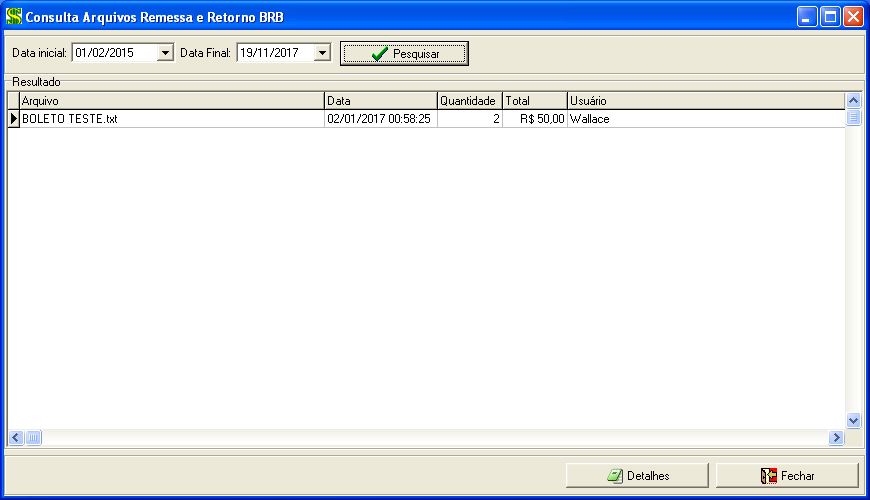 Consulta Arquivos Remessa e Retorno BRB
Data inicial: 01/02/2015 Data Final: 19/11/2017 Pesquisar
Resultado
Arquivo Data Quantidade Total Usuário
BOLETO TESTE.txt 02/01/2017 00:58:25 2 R$ 50,00 Wallace
Detalhes Fechar